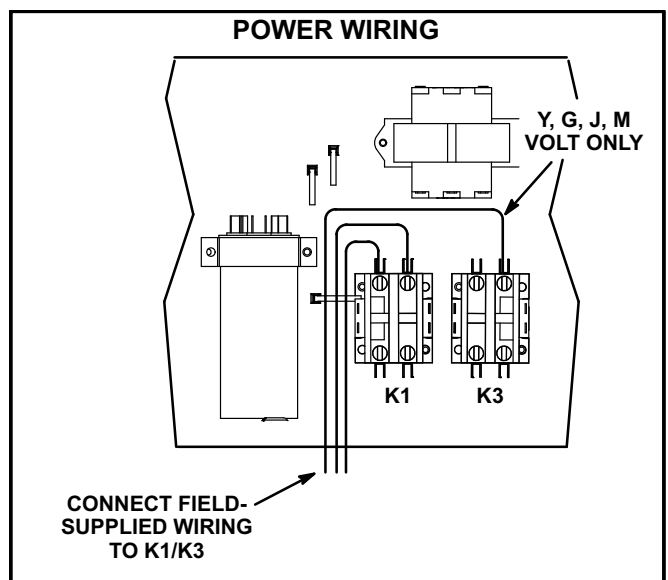 POWER WIRING
Y, G, J, M
VOLT ONLY
K1
K3
CONNECT FIELD-
SUPPLIED WIRING
TO K1/K3